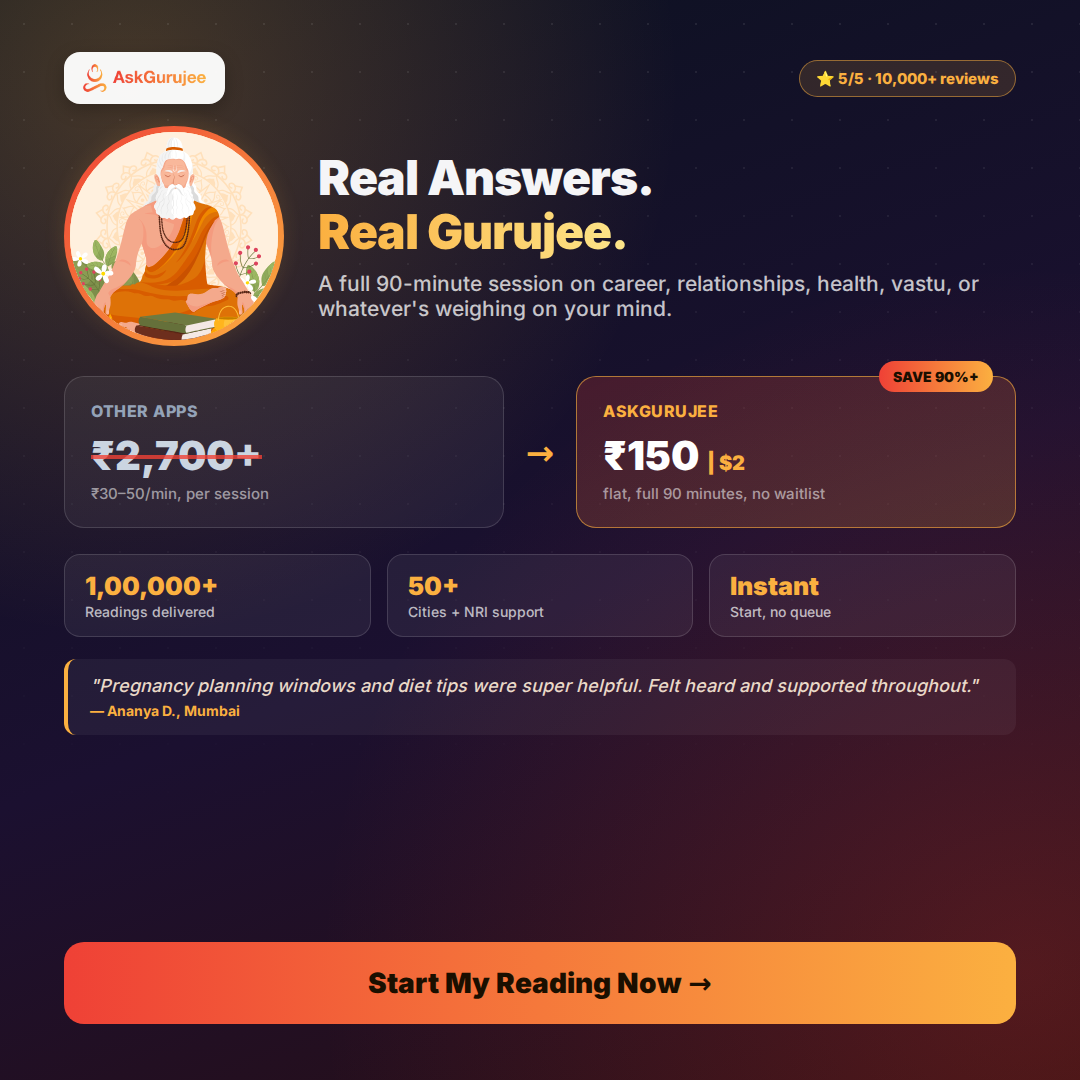 AskGurujee
⭐ 5/5 · 10,000+ reviews
Real Answers.
Real Gurujee.
A full 90-minute session on career, relationships, health, vastu, or
whatever's weighing on your mind.
OTHER APPS
₹2,700+
₹30–50/min, per session
→
SAVE 90%+
ASKGURUJEE
₹150 | $2
flat, full 90 minutes, no waitlist
1,00,000+
Readings delivered
50+
Cities + NRI support
Instant
Start, no queue
"Pregnancy planning windows and diet tips were super helpful. Felt heard and supported throughout."
— Ananya D., Mumbai
Start My Reading Now →